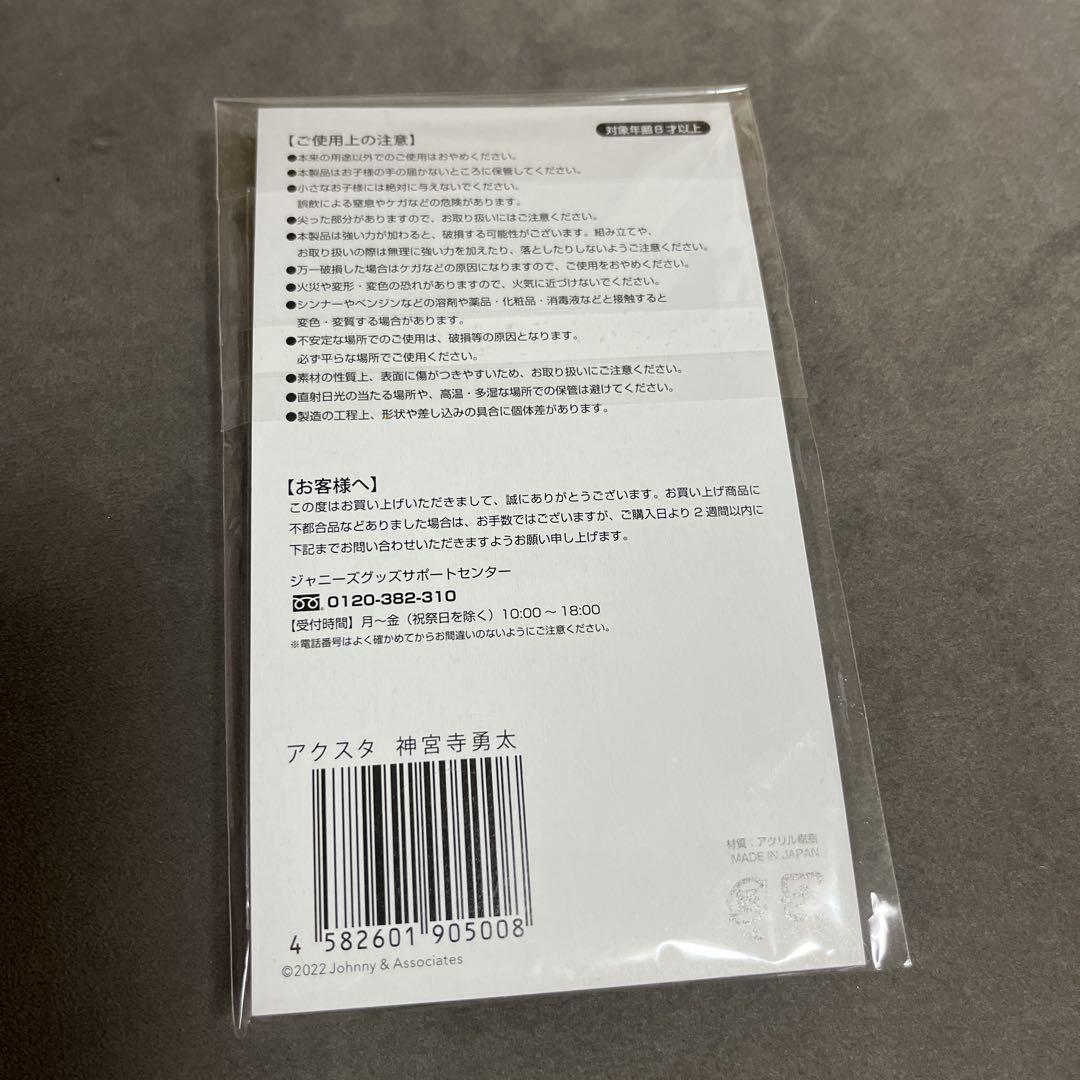 【ご使用上の注意】
対象年齢8才以上
●本来の用途以外でのご使用はおやめください。
●本製品はお子様の手の届かないところに保管してください。
●小さなお子様には絶対に与えないでください。
誤飲による窒息やケガなどの危険があります。
●尖った部分がありますので、お取り扱いにはご注意ください。
●本製品は強い力が加わると、破損する可能性がございます。組み立てや、
お取り扱いの際は無理に強い力を加えたり、落としたりしないようご注意ください。
●万一破損した場合はケガなどの原因になりますので、ご使用をおやめください。
●火災や変形・変色の恐れがありますので、火気に近づけないでください。
●シンナーやベンジンなどの溶剤や薬品・化粧品・消毒液などと接触すると
変色・変質する場合があります。
●不安定な場所でのご使用は、破損等の原因となります。
必ず平らな場所でご使用ください。
●素材の性質上、表面に傷がつきやすいため、お取り扱いにご注意ください。
●直射日光の当たる場所や、高温・多湿な場所での保管は避けてください。
●製造の工程上、形状や差し込みの具合に個体差があります。
【お客様へ】
この度はお買い上げいただきまして、誠にありがとうございます。お買い上げ商品に
不都合品などありました場合は、お手数ではございますが、ご購入日より2週間以内に
下記までお問い合わせいただきますようお願い申し上げます。
ジャニーズグッズサポートセンター
0120-382-310
【受付時間】月〜金（祝祭日を除く）10:00〜18:00
※電話番号はよく確かめてからお間違いのないようにご注意ください。
アクスタ 神宮寺勇太
4 582601 905008
©2022 Johnny & Associates
材質：アクリル樹脂
MADE IN JAPAN